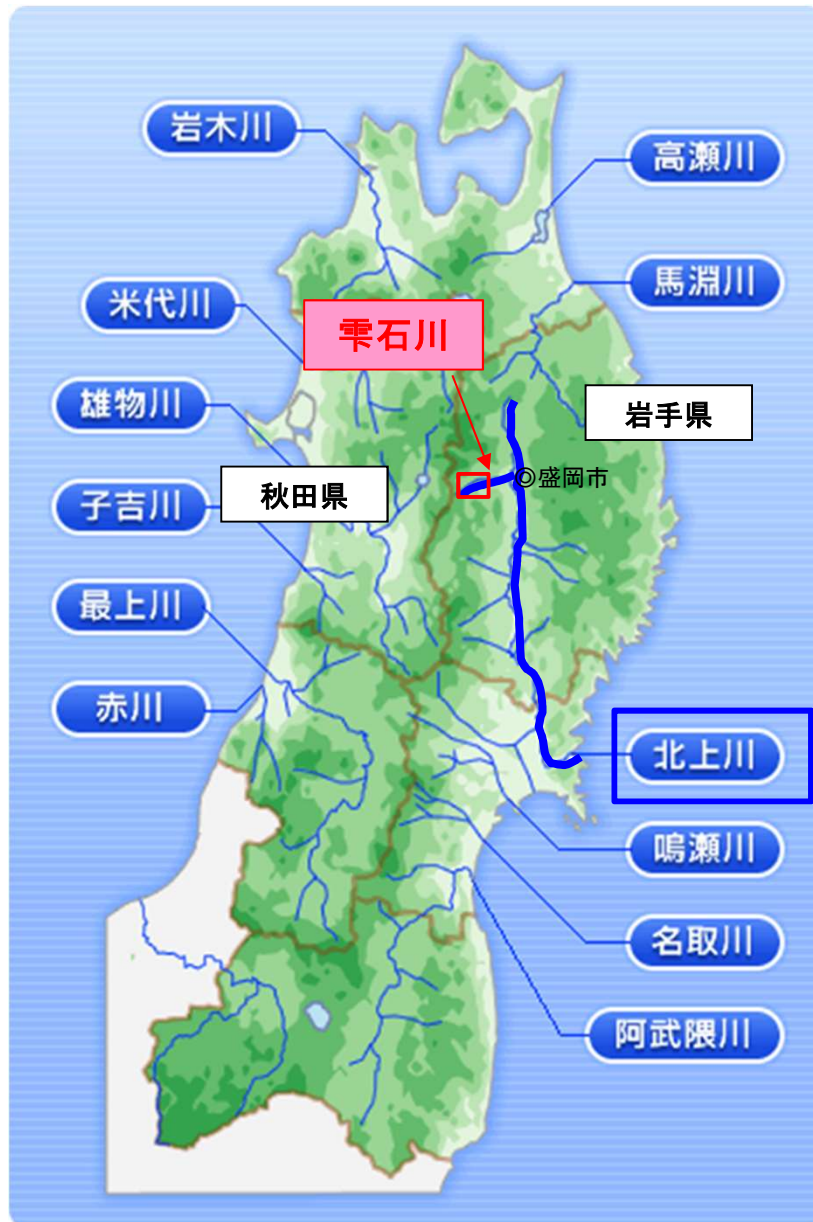 岩木川
高瀬川
馬淵川
米代川
雫石川
雄物川
岩手県
◎盛岡市
秋田県
子吉川
最上川
赤川
北上川
鳴瀬川
名取川
阿武隈川